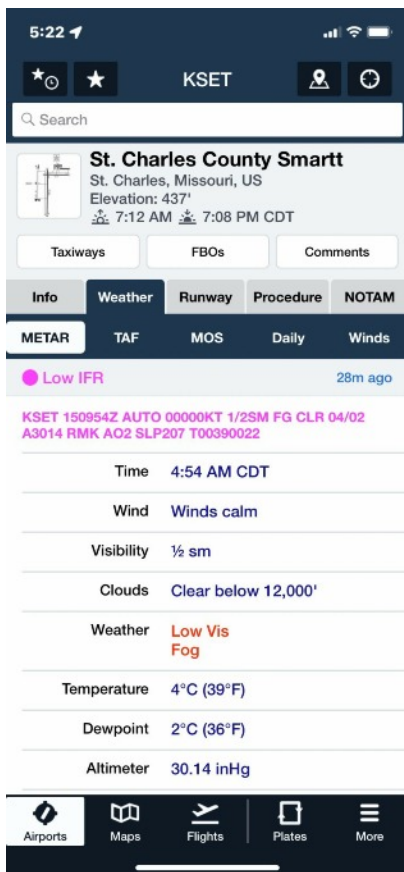 5:22
KSET
Search
St. Charles County Smartt
St. Charles, Missouri, US
Elevation: 437'
7:12 AM 7:08 PM CDT
Taxiways FBOs Comments
Info Weather Runway Procedure NOTAM
METAR TAF MOS Daily Winds
Low IFR 28m ago
KSET 150954Z AUTO 00000KT 1/2SM FG CLR 04/02
A3014 RMK AO2 SLP207 T00390022
Time 4:54 AM CDT
Wind Winds calm
Visibility ½ sm
Clouds Clear below 12,000'
Weather Low Vis
Fog
Temperature 4°C (39°F)
Dewpoint 2°C (36°F)
Altimeter 30.14 inHg
Airports Maps Flights Plates More